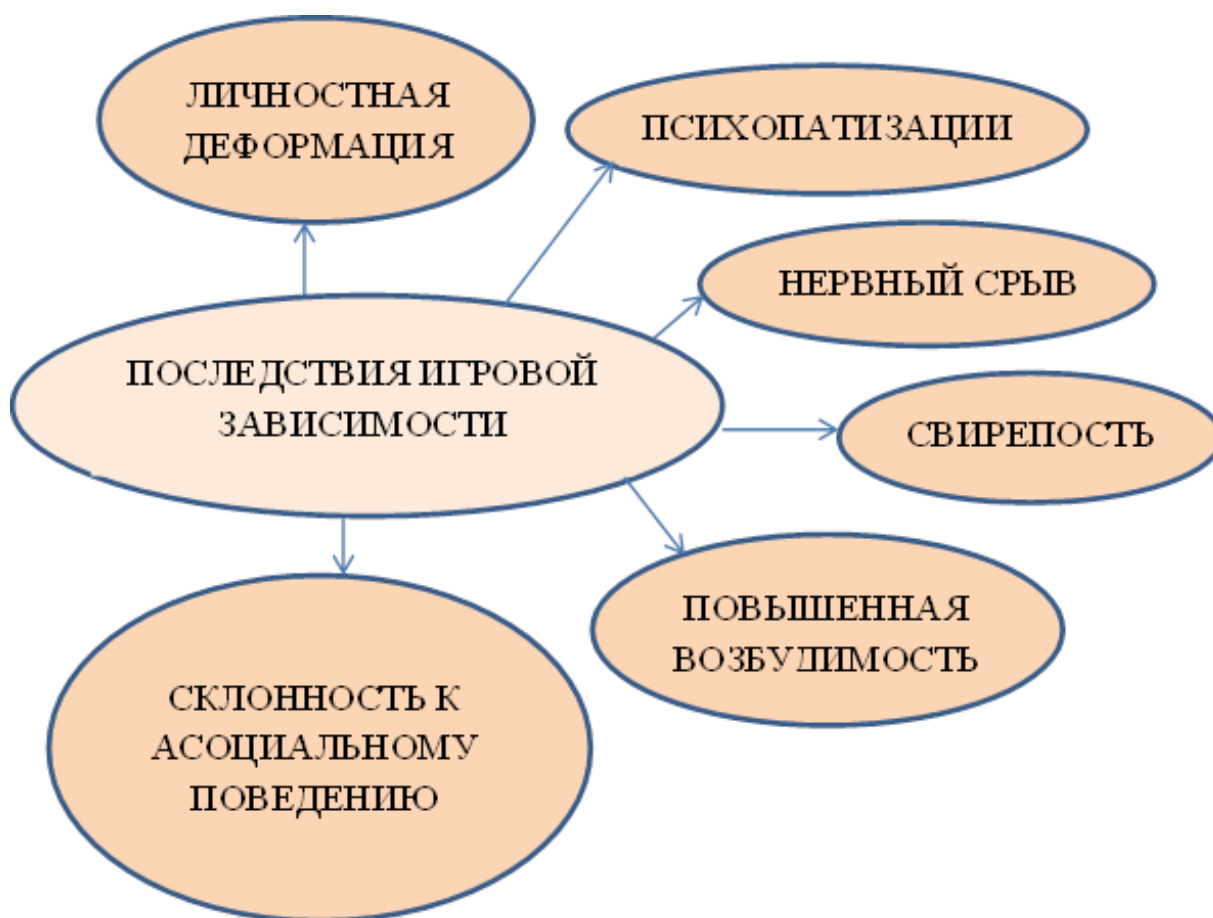 ЛИЧНОСТНАЯ
ДЕФОРМАЦИЯ
ПСИХОПАТИЗАЦИИ
НЕРВНЫЙ СРЫВ
ПОСЛЕДСТВИЯ ИГРОВОЙ
ЗАВИСИМОСТИ
СВИРЕПОСТЬ
ПОВЫШЕННАЯ
ВОЗБУДИМОСТЬ
СКЛОННОСТЬ К
АСОЦИАЛЬНОМУ
ПОВЕДЕНИЮ